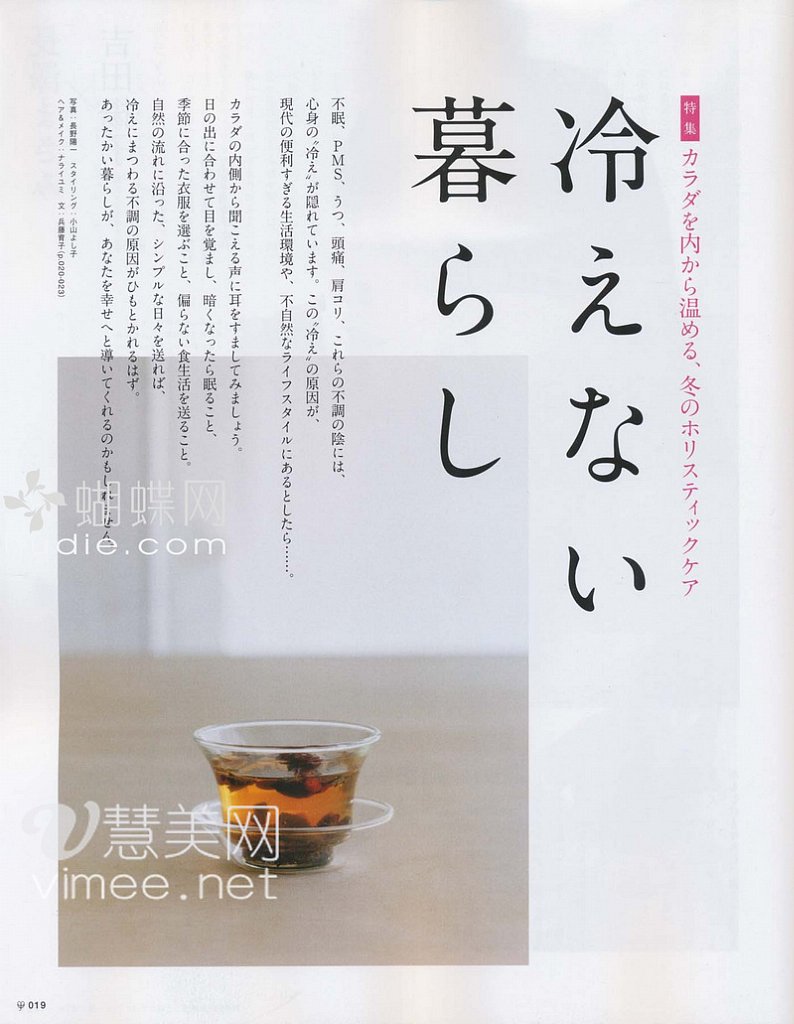 特集
カラダを内から温める、冬のホリスティックケア
冷えない
暮らし
不眠、PMS、うつ、頭痛、肩コリ、これらの不調の陰には、
心身の〝冷え〟が隠れています。この〝冷え〟の原因が、
現代の便利すぎる生活環境や、不自然なライフスタイルにあるとしたら……。
カラダの内側から聞こえる声に耳をすましてみましょう。
日の出に合わせて目を覚まし、暗くなったら眠ること、
季節に合った衣服を選ぶこと、偏らない食生活を送ること。
自然の流れに沿った、シンプルな日々を送れば、
冷えにまつわる不調の原因がひもとかれるはず。
あったかい暮らしが、あなたを幸せへと導いてくれるのかもしれません。
写真：長野陽一 スタイリング：小山よし子
ヘア&メイク：ナライユミ 文：兵藤育子(p.020-023)
蝴蝶网
udie.com
V慧美网
vimee.net
019